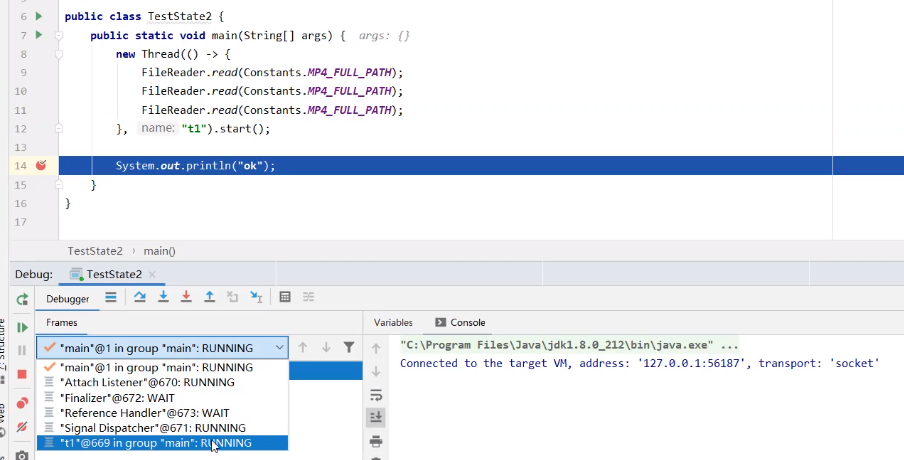 6 public class TestState2 {
7 public static void main(String[] args) { args: {}
8 new Thread(() -> {
9 FileReader.read(Constants.MP4_FULL_PATH);
10 FileReader.read(Constants.MP4_FULL_PATH);
11 FileReader.read(Constants.MP4_FULL_PATH);
12 }, name: "t1").start();
13
14 System.out.println("ok");
15 }
16 }
17
TestState2 › main()
Debug: TestState2 ×
Debugger
Frames
Variables Console
"main"@1 in group "main": RUNNING
"main"@1 in group "main": RUNNING
"Attach Listener"@670: RUNNING
"Finalizer"@672: WAIT
"Reference Handler"@673: WAIT
"Signal Dispatcher"@671: RUNNING
"t1"@669 in group "main": RUNNING
"C:\Program Files\Java\jdk1.8.0_212\bin\java.exe" ...
Connected to the target VM, address: '127.0.0.1:56187', transport: 'socket'
Z: Structure
Web